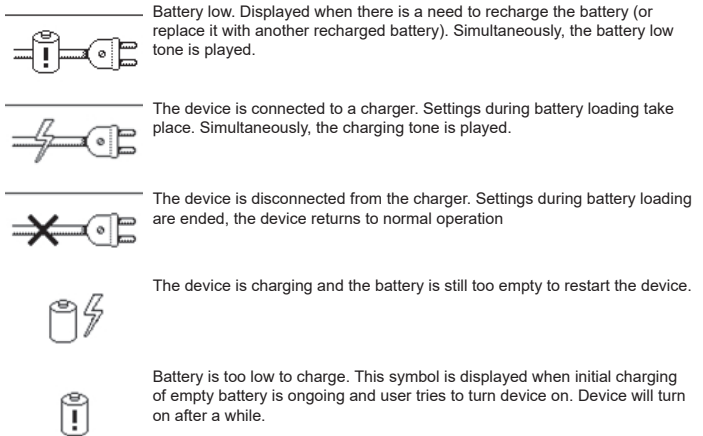 Battery low. Displayed when there is a need to recharge the battery (or
replace it with another recharged battery). Simultaneously, the battery low
tone is played.
The device is connected to a charger. Settings during battery loading take
place. Simultaneously, the charging tone is played.
The device is disconnected from the charger. Settings during battery loading
are ended, the device returns to normal operation
The device is charging and the battery is still too empty to restart the device.
Battery is too low to charge. This symbol is displayed when initial charging
of empty battery is ongoing and user tries to turn device on. Device will turn
on after a while.